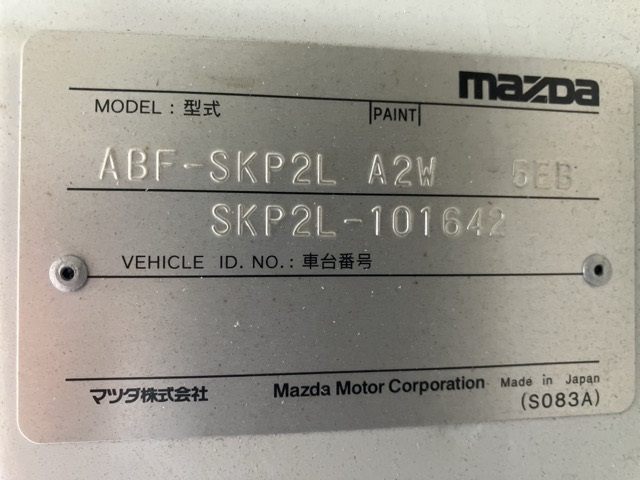 mazda
MODEL : 型式 PAINT
ABF-SKP2L A2W 5EB
SKP2L-101642
VEHICLE ID. NO. : 車台番号
マツダ株式会社 Mazda Motor Corporation Made in Japan
(S083A)